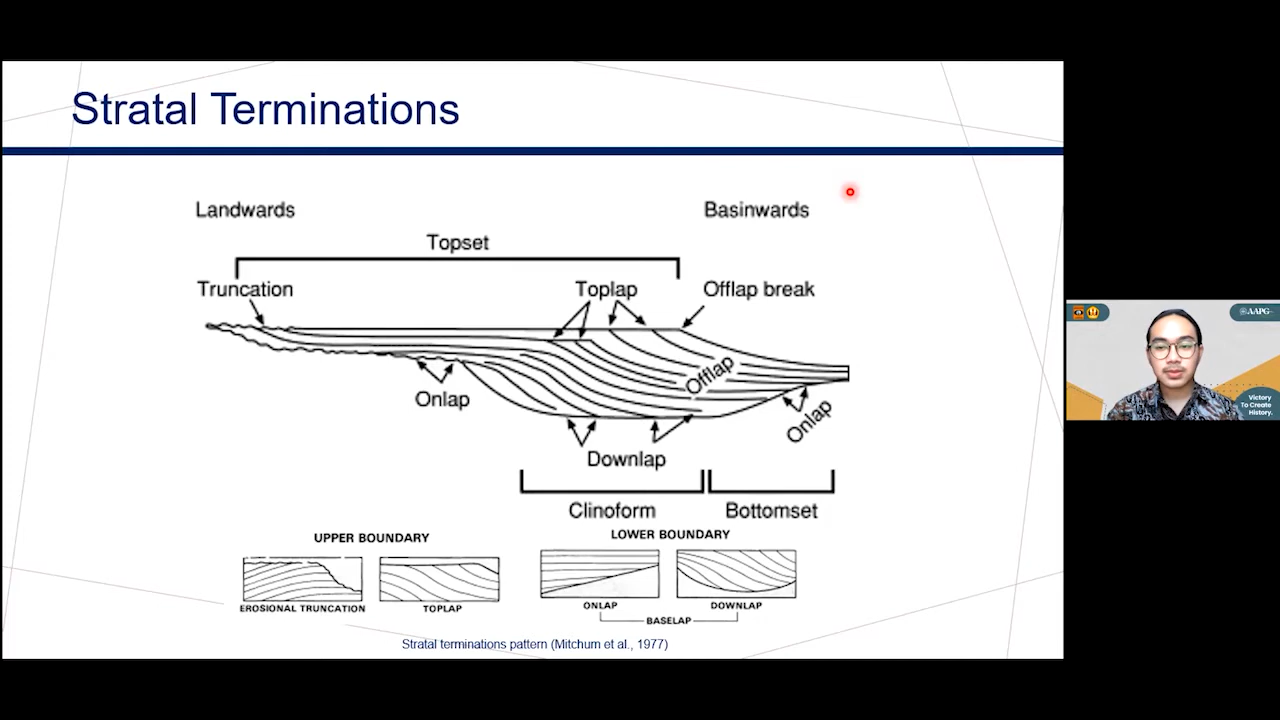 Stratal Terminations
Landwards
Basinwards
Topset
Truncation
Toplap
Offlap break
Offlap
Onlap
Onlap
Downlap
Clinoform
Bottomset
UPPER BOUNDARY
LOWER BOUNDARY
EROSIONAL TRUNCATION
TOPLAP
ONLAP
DOWNLAP
BASELAP
Stratal terminations pattern (Mitchum et al., 1977)
AAPG
Victory
To Create
History.